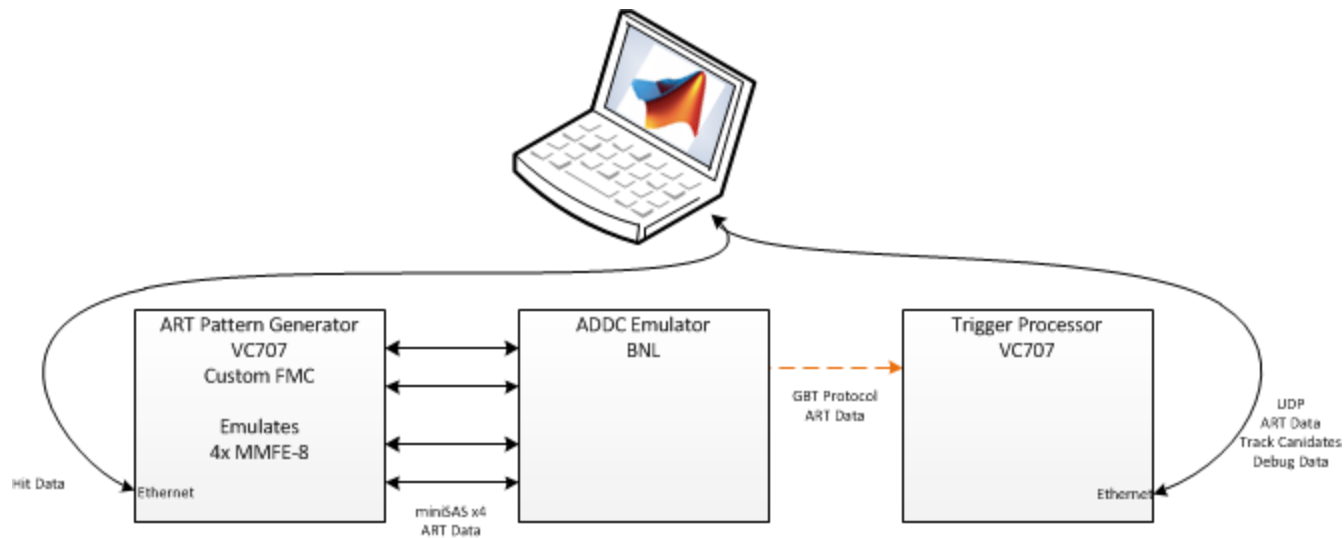 ART Pattern Generator
VC707
Custom FMC
Emulates
4x MMFE-8
Ethernet
Hit Data
miniSAS x4
ART Data
ADDC Emulator
BNL
GBT Protocol
ART Data
Trigger Processor
VC707
Ethernet
UDP
ART Data
Track Canidates
Debug Data